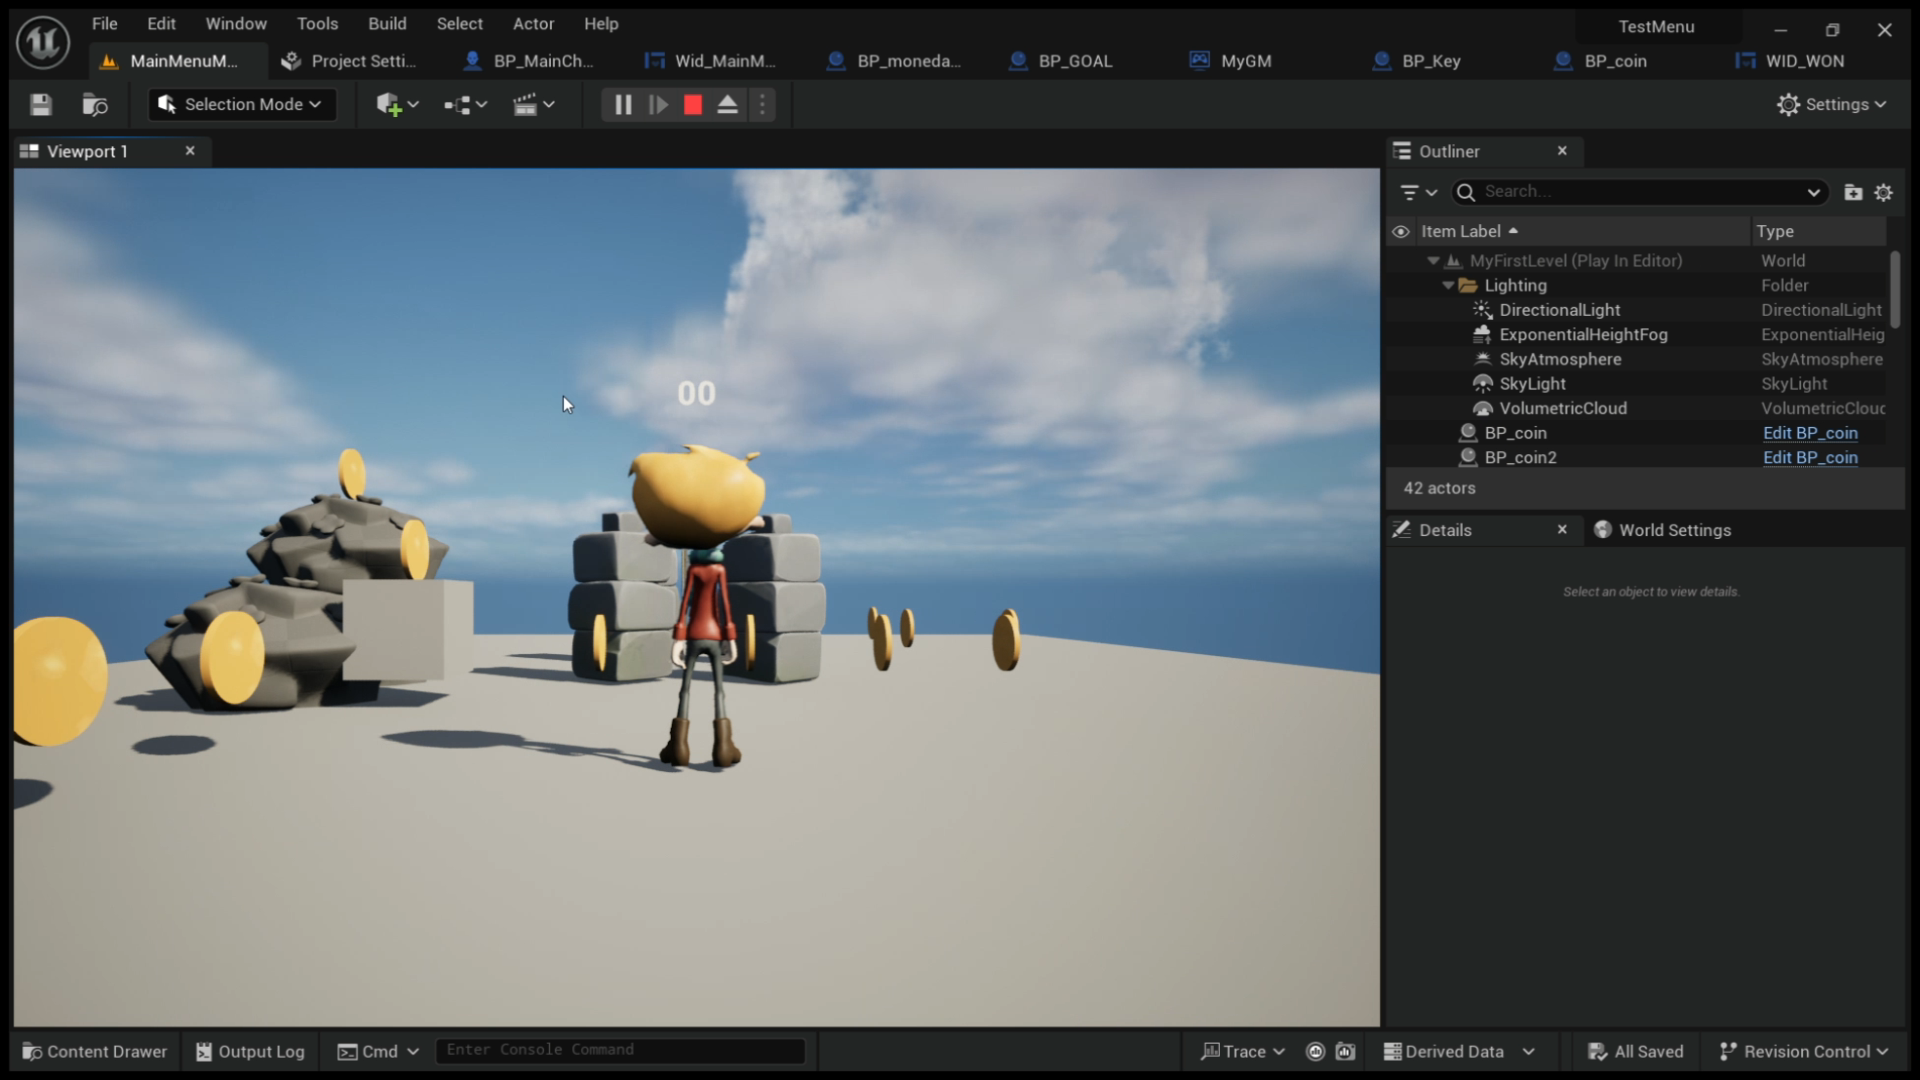 File Edit Window Tools Build Select Actor Help
TestMenu
MainMenuM...
Project Setti...
BP_MainCh...
Wid_MainM...
BP_moneda...
BP_GOAL
MyGM
BP_Key
BP_coin
WID_WON
Selection Mode
Settings
Viewport 1
Outliner
Search...
Item Label
Type
MyFirstLevel (Play In Editor) World
Lighting Folder
DirectionalLight DirectionalLight
ExponentialHeightFog ExponentialHeig
SkyAtmosphere SkyAtmosphere
SkyLight SkyLight
VolumetricCloud VolumetricClouc
BP_coin Edit BP_coin
BP_coin2 Edit BP_coin
42 actors
Details
World Settings
Select an object to view details.
00
Content Drawer
Output Log
Cmd
Enter Console Command
Trace
Derived Data
All Saved
Revision Control